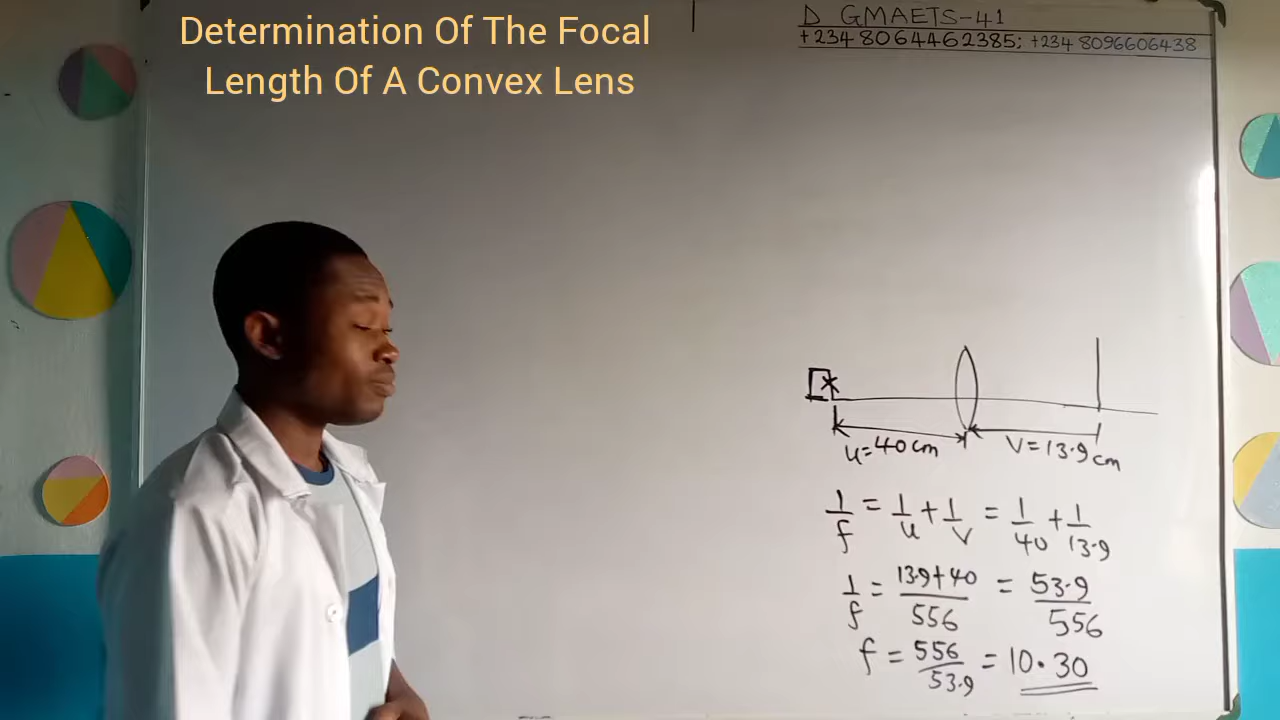 Determination Of The Focal
Length Of A Convex Lens
D GMAETS-41
+234 8064462385; +234 8096606438
u=40cm
V=13.9cm
1/f = 1/u + 1/v = 1/40 + 1/13.9
1/f = 13.9+40/556 = 53.9/556
f = 556/53.9 = 10.30